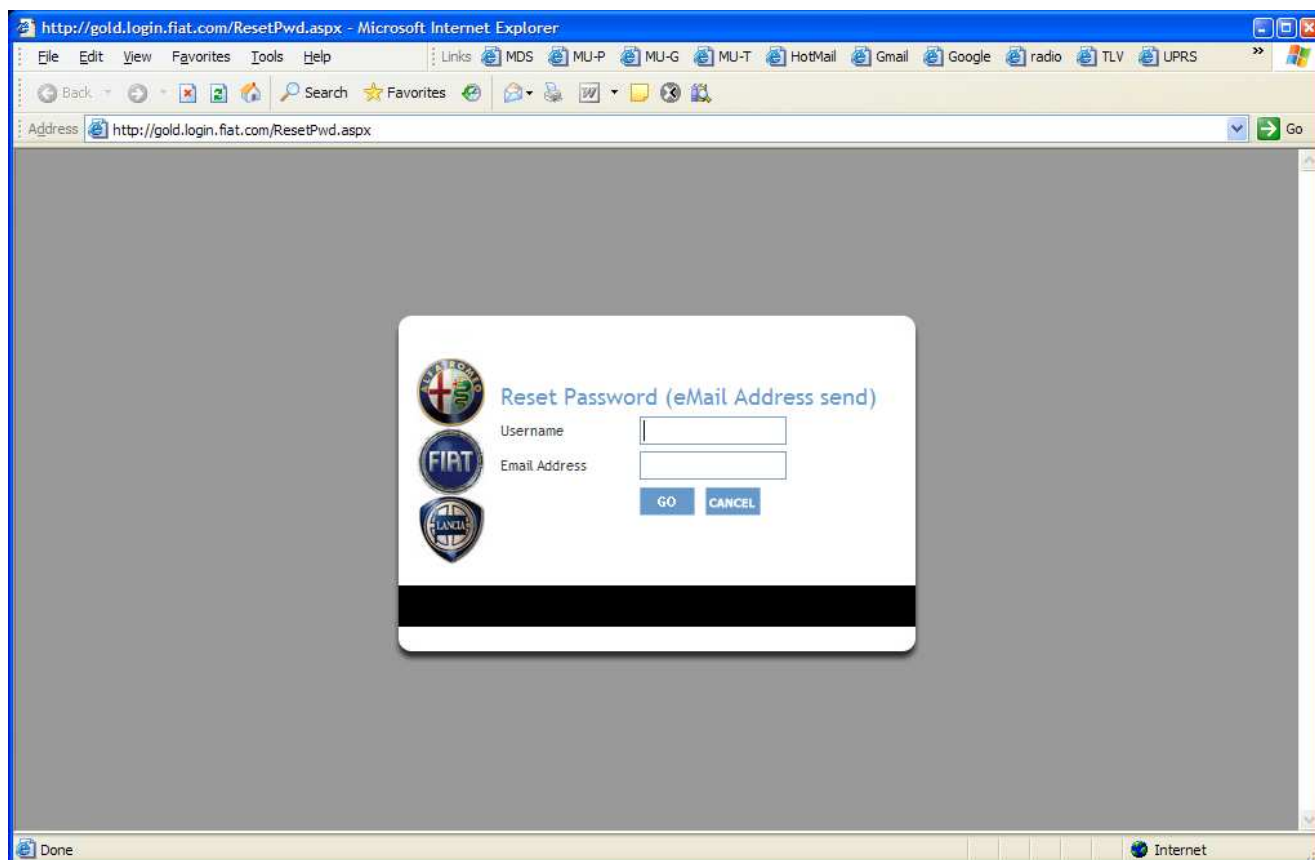 http://gold.login.fiat.com/ResetPwd.aspx - Microsoft Internet Explorer
File Edit View Favorites Tools Help Links MDS MU-P MU-G MU-T HotMail Gmail Google radio TLV UPRS »
Back Search Favorites
Address http://gold.login.fiat.com/ResetPwd.aspx Go
ALFA ROMEO
Reset Password (eMail Address send)
Username
FIAT
Email Address
GO CANCEL
LANCIA
Done Internet